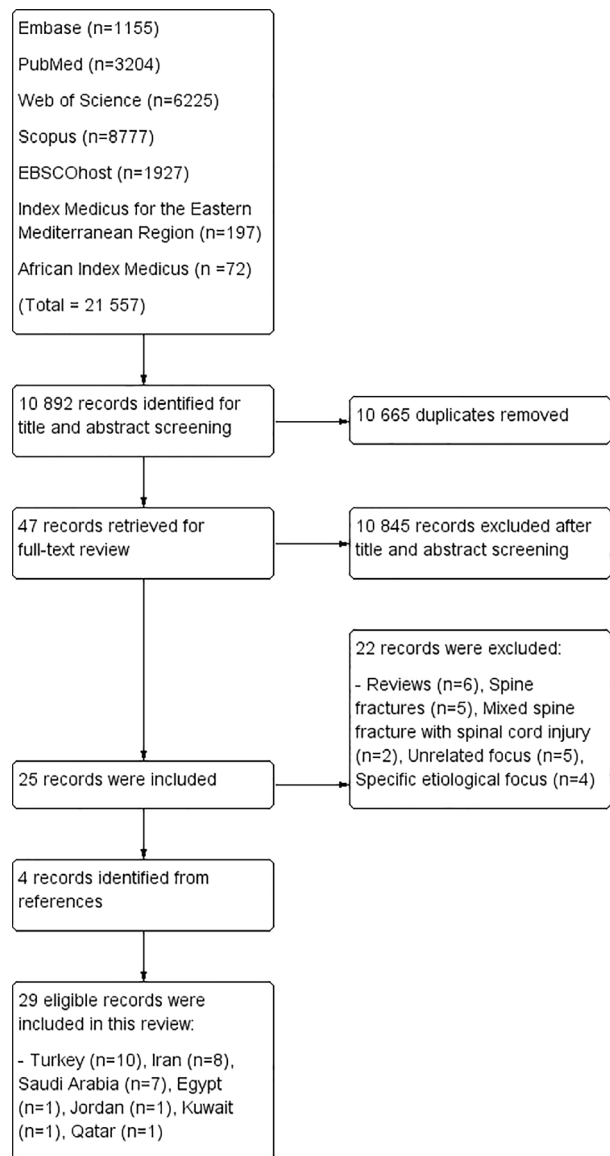 Embase (n=1155)
PubMed (n=3204)
Web of Science (n=6225)
Scopus (n=8777)
EBSCOhost (n=1927)
Index Medicus for the Eastern
Mediterranean Region (n=197)
African Index Medicus (n =72)
(Total = 21 557)
10 892 records identified for
title and abstract screening
10 665 duplicates removed
47 records retrieved for
full-text review
10 845 records excluded after
title and abstract screening
22 records were excluded:
- Reviews (n=6), Spine
fractures (n=5), Mixed spine
fracture with spinal cord injury
(n=2), Unrelated focus (n=5),
Specific etiological focus (n=4)
25 records were included
4 records identified from
references
29 eligible records were
included in this review:
- Turkey (n=10), Iran (n=8),
Saudi Arabia (n=7), Egypt
(n=1), Jordan (n=1), Kuwait
(n=1), Qatar (n=1)